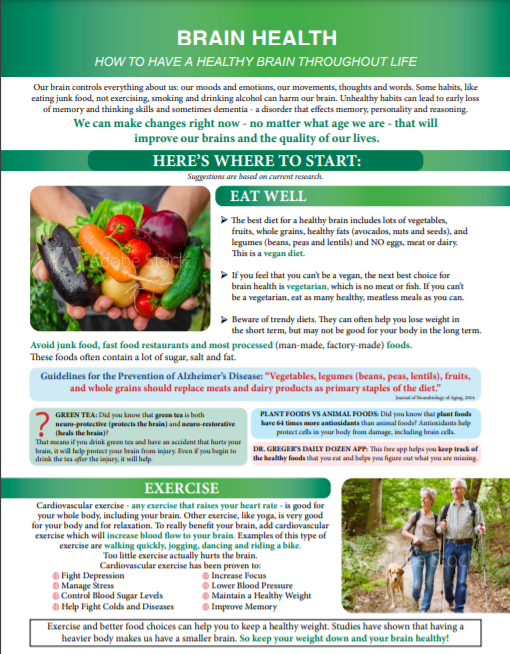 BRAIN HEALTH
HOW TO HAVE A HEALTHY BRAIN THROUGHOUT LIFE
Our brain controls everything about us: our moods and emotions, our movements, thoughts and words. Some habits, like
eating junk food, not exercising, smoking and drinking alcohol can harm our brain. Unhealthy habits can lead to early loss
of memory and thinking skills and sometimes dementia - a disorder that effects memory, personality and reasoning.
We can make changes right now - no matter what age we are - that will
improve our brains and the quality of our lives.
HERE'S WHERE TO START:
Suggestions are based on current research.
EAT WELL
➢ The best diet for a healthy brain includes lots of vegetables,
fruits, whole grains, healthy fats (avocados, nuts and seeds), and
legumes (beans, peas and lentils) and NO eggs, meat or dairy.
This is a vegan diet.
➢ If you feel that you can't be a vegan, the next best choice for
brain health is vegetarian, which is no meat or fish. If you can't
be a vegetarian, eat as many healthy, meatless meals as you can.
➢ Beware of trendy diets. They can often help you lose weight in
the short term, but may not be good for your body in the long term.
Adobe Stock
Avoid junk food, fast food restaurants and most processed (man-made, factory-made) foods.
These foods often contain a lot of sugar, salt and fat.
Guidelines for the Prevention of Alzheimer's Disease: "Vegetables, legumes (beans, peas, lentils), fruits,
and whole grains should replace meats and dairy products as primary staples of the diet."
Journal of Neurobiology of Aging, 2014
? GREEN TEA: Did you know that green tea is both
neuro-protective (protects the brain) and neuro-restorative
(heals the brain)?
That means if you drink green tea and have an accident that hurts your
brain, it will help protect your brain from injury. Even if you begin to
drink the tea after the injury, it will help.
PLANT FOODS VS ANIMAL FOODS: Did you know that plant foods
have 64 times more antioxidants than animal foods? Antioxidants help
protect cells in your body from damage, including brain cells.
DR. GREGER'S DAILY DOZEN APP: This free app helps you keep track of
the healthy foods that you eat and helps you figure out what you are missing.
EXERCISE
Cardiovascular exercise - any exercise that raises your heart rate - is good for
your whole body, including your brain. Other exercise, like yoga, is very good
for your body and for relaxation. To really benefit your brain, add cardiovascular
exercise which will increase blood flow to your brain. Examples of this type of
exercise are walking quickly, jogging, dancing and riding a bike.
Too little exercise actually hurts the brain.
Cardiovascular exercise has been proven to:
Fight Depression
Manage Stress
Control Blood Sugar Levels
Help Fight Colds and Diseases
Increase Focus
Lower Blood Pressure
Maintain a Healthy Weight
Improve Memory
Exercise and better food choices can help you to keep a healthy weight. Studies have shown that having a
heavier body makes us have a smaller brain. So keep your weight down and your brain healthy!